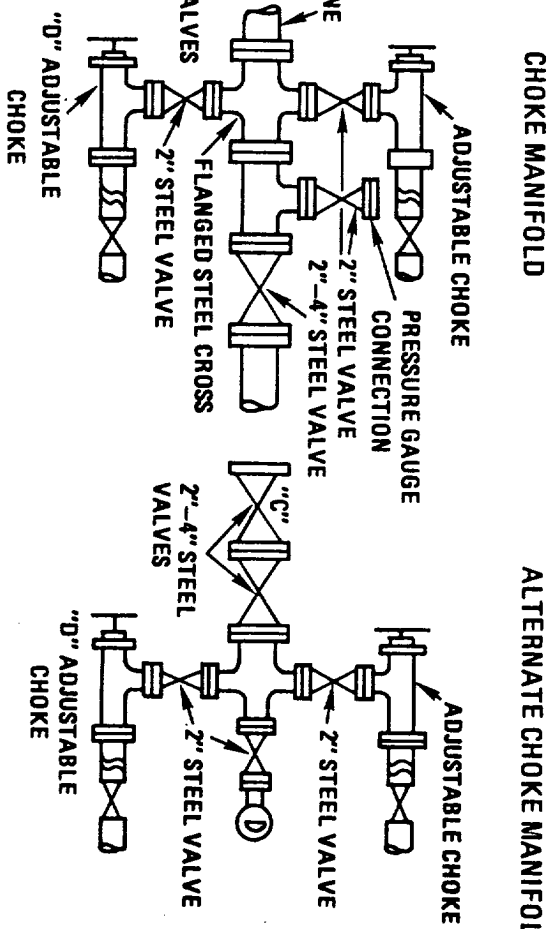 CHOKE MANIFOLD
ADJUSTABLE CHOKE
PRESSURE GAUGE
CONNECTION
2" STEEL VALVE
2"–4" STEEL VALVE
FLANGED STEEL CROSS
2" STEEL VALVE
"D" ADJUSTABLE
CHOKE
NE
ALVES
ALTERNATE CHOKE MANIFOL
ADJUSTABLE CHOKE
2" STEEL VALVE
"C"
2"–4" STEEL
VALVES
2" STEEL VALVE
"D" ADJUSTABLE
CHOKE
D